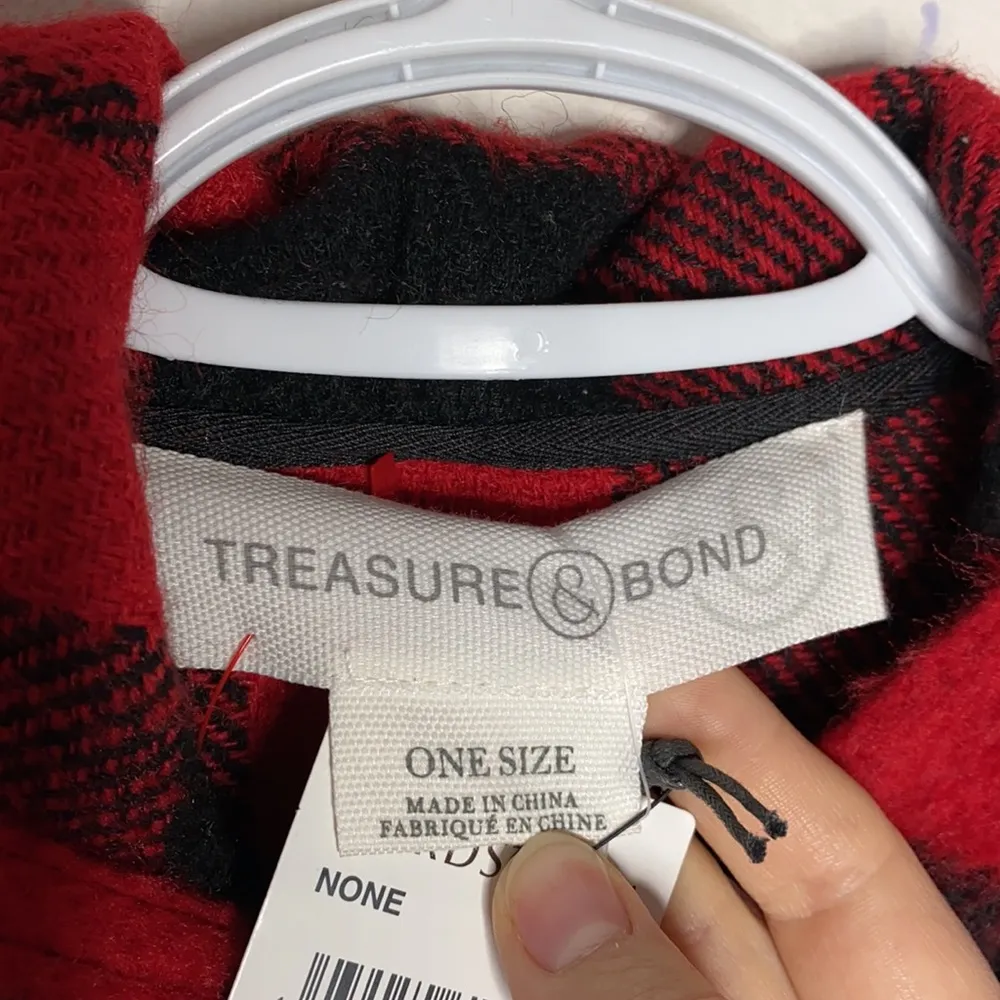 TREASURE & BOND
ONE SIZE
MADE IN CHINA
FABRIQUÉ EN CHINE
NONE